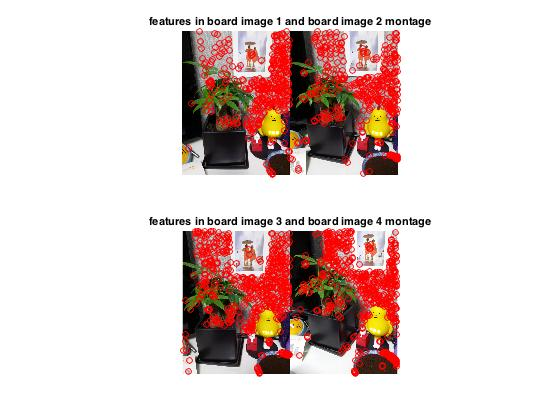 features in board image 1 and board image 2 montage
features in board image 3 and board image 4 montage